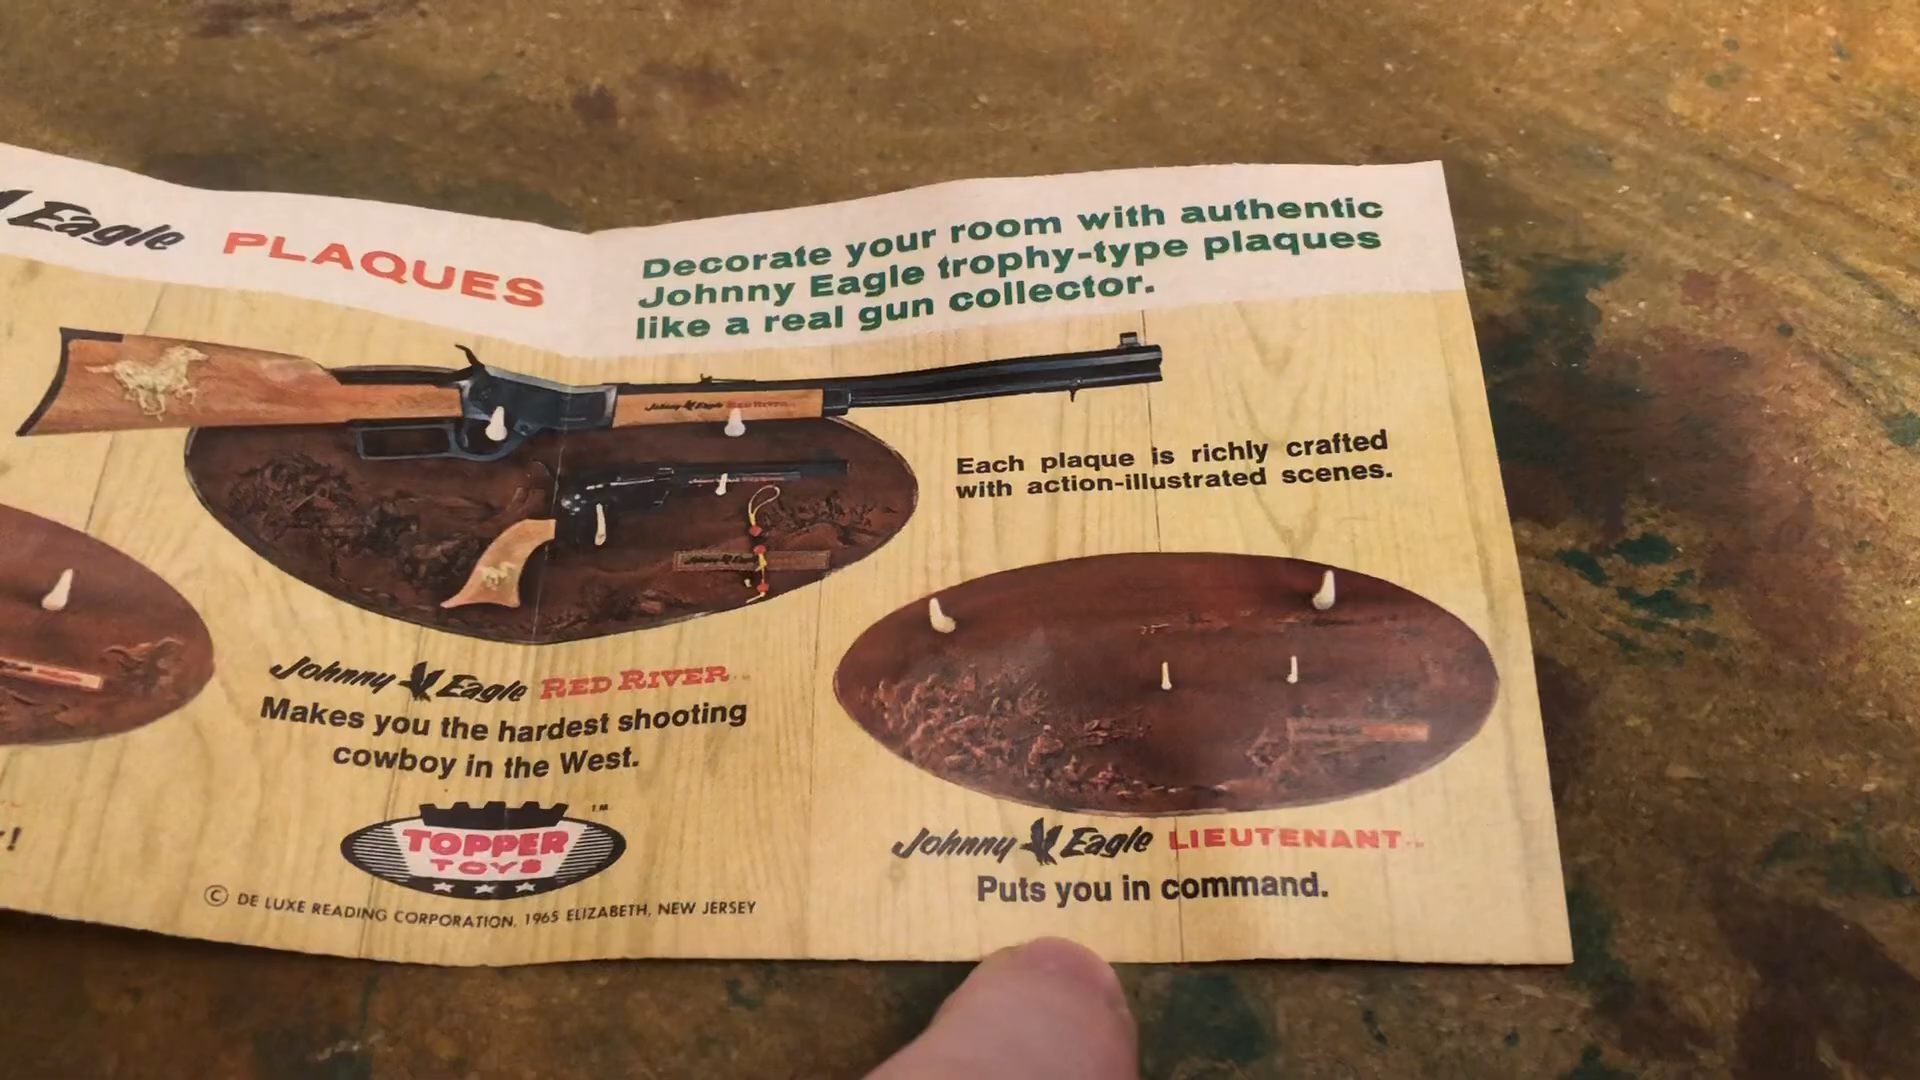 Eagle PLAQUES
Decorate your room with authentic
Johnny Eagle trophy-type plaques
like a real gun collector.
Johnny Eagle RED RIVER
Each plaque is richly crafted
with action-illustrated scenes.
Johnny Eagle RED RIVER
Makes you the hardest shooting
cowboy in the West.
TOPPER TM
TOYS
© DE LUXE READING CORPORATION, 1965 ELIZABETH, NEW JERSEY
Johnny Eagle LIEUTENANT
Puts you in command.